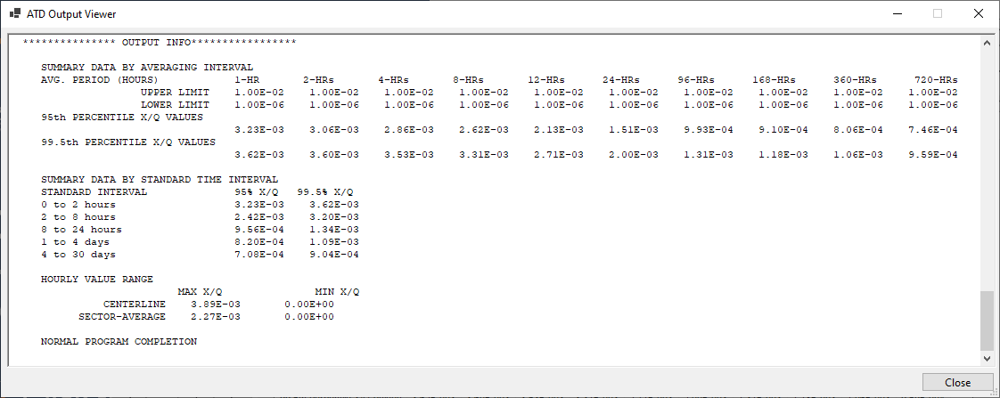 ATD Output Viewer
*************** OUTPUT INFO*****************
SUMMARY DATA BY AVERAGING INTERVAL
AVG. PERIOD (HOURS) 1-HR 2-HRs 4-HRs 8-HRs 12-HRs 24-HRs 96-HRs 168-HRs 360-HRs 720-HRs
UPPER LIMIT 1.00E-02 1.00E-02 1.00E-02 1.00E-02 1.00E-02 1.00E-02 1.00E-02 1.00E-02 1.00E-02 1.00E-02
LOWER LIMIT 1.00E-06 1.00E-06 1.00E-06 1.00E-06 1.00E-06 1.00E-06 1.00E-06 1.00E-06 1.00E-06 1.00E-06
95th PERCENTILE X/Q VALUES
3.23E-03 3.06E-03 2.86E-03 2.62E-03 2.13E-03 1.51E-03 9.93E-04 9.10E-04 8.06E-04 7.46E-04
99.5th PERCENTILE X/Q VALUES
3.62E-03 3.60E-03 3.53E-03 3.31E-03 2.71E-03 2.00E-03 1.31E-03 1.18E-03 1.06E-03 9.59E-04
SUMMARY DATA BY STANDARD TIME INTERVAL
STANDARD INTERVAL 95% X/Q 99.5% X/Q
0 to 2 hours 3.23E-03 3.62E-03
2 to 8 hours 2.42E-03 3.20E-03
8 to 24 hours 9.56E-04 1.34E-03
1 to 4 days 8.20E-04 1.09E-03
4 to 30 days 7.08E-04 9.04E-04
HOURLY VALUE RANGE
MAX X/Q MIN X/Q
CENTERLINE 3.89E-03 0.00E+00
SECTOR-AVERAGE 2.27E-03 0.00E+00
NORMAL PROGRAM COMPLETION
Close